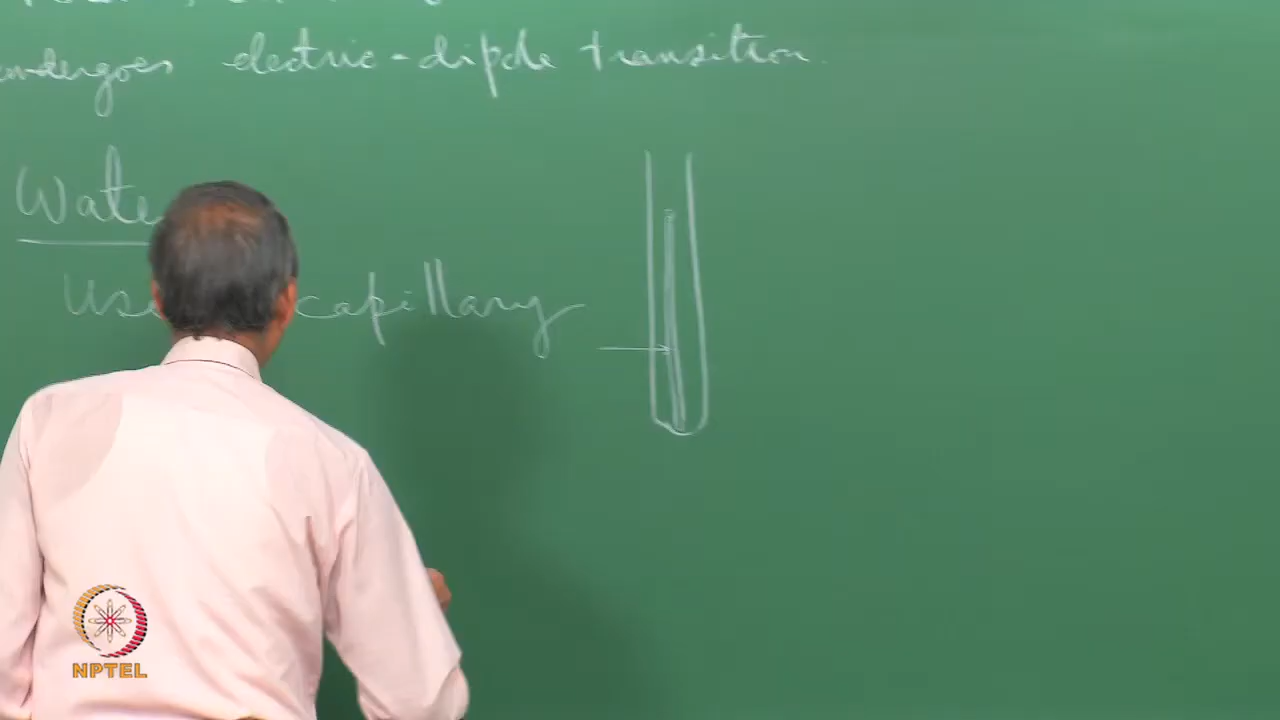 undergoes electric-dipole transition.
Wate
Use capillary
NPTEL